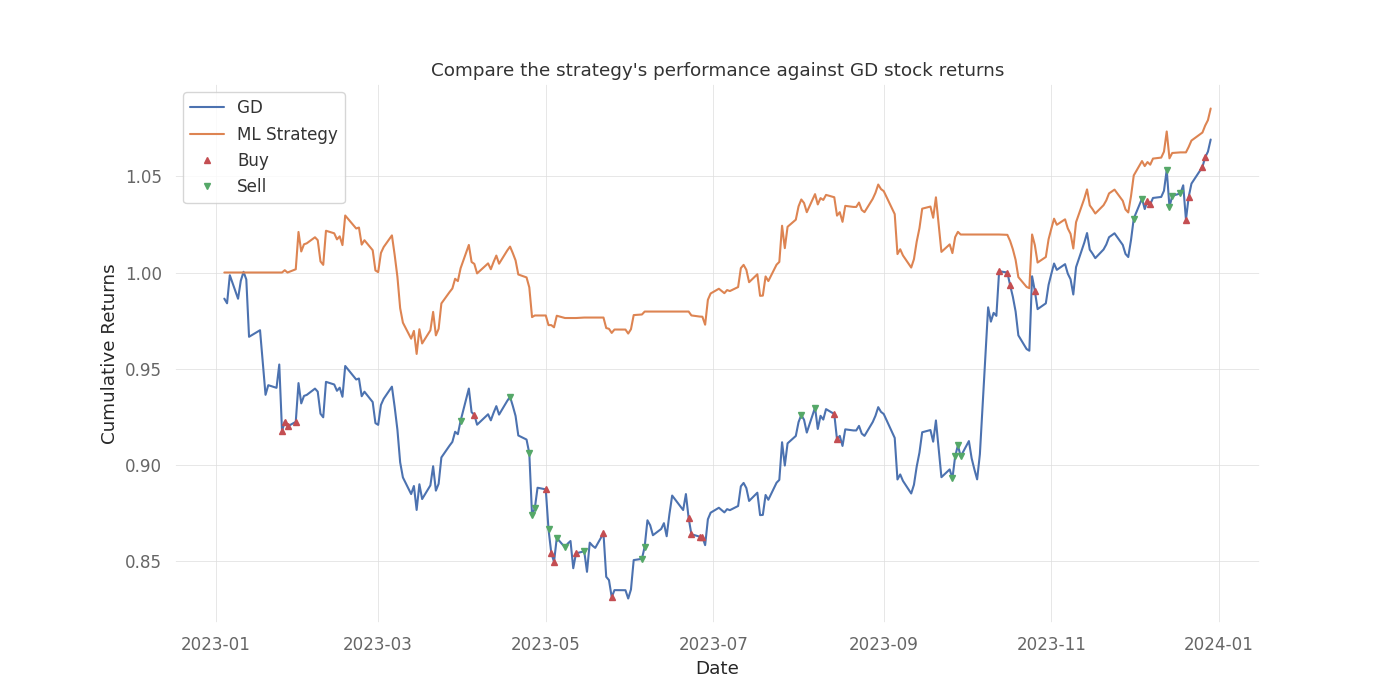 Compare the strategy's performance against GD stock returns
GD
ML Strategy
Buy
Sell
Cumulative Returns
1.05
1.00
0.95
0.90
0.85
2023-01
2023-03
2023-05
2023-07
2023-09
2023-11
2024-01
Date